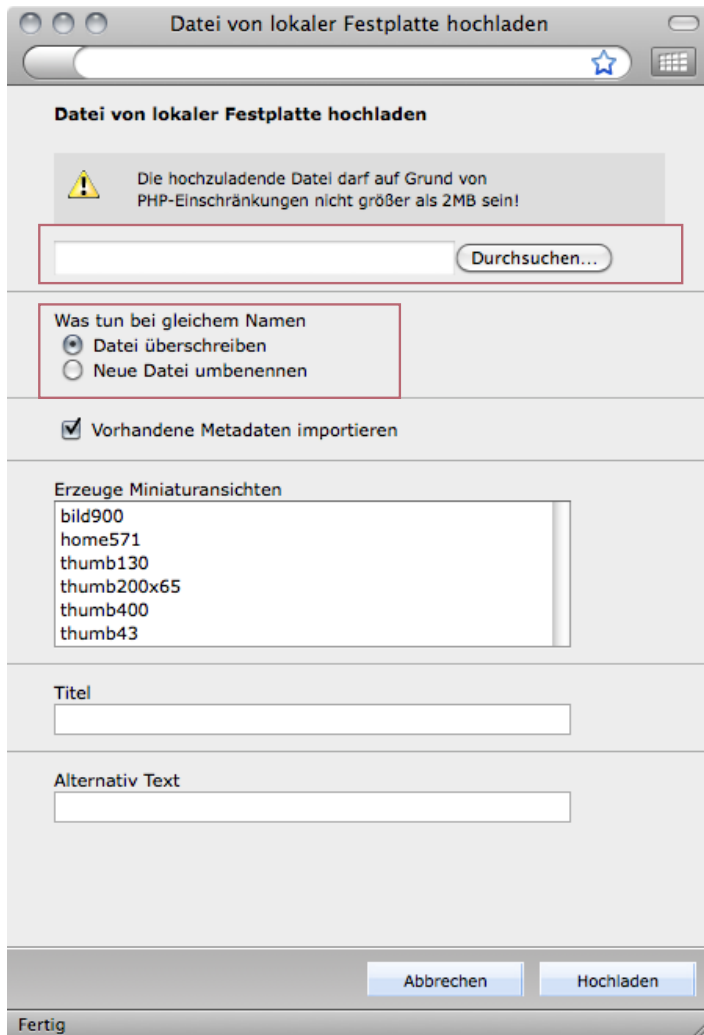 Datei von lokaler Festplatte hochladen
Datei von lokaler Festplatte hochladen
Die hochzuladende Datei darf auf Grund von
PHP-Einschränkungen nicht größer als 2MB sein!
Durchsuchen...
Was tun bei gleichem Namen
Datei überschreiben
Neue Datei umbenennen
Vorhandene Metadaten importieren
Erzeuge Miniaturansichten
bild900
home571
thumb130
thumb200x65
thumb400
thumb43
Titel
Alternativ Text
Abbrechen Hochladen
Fertig